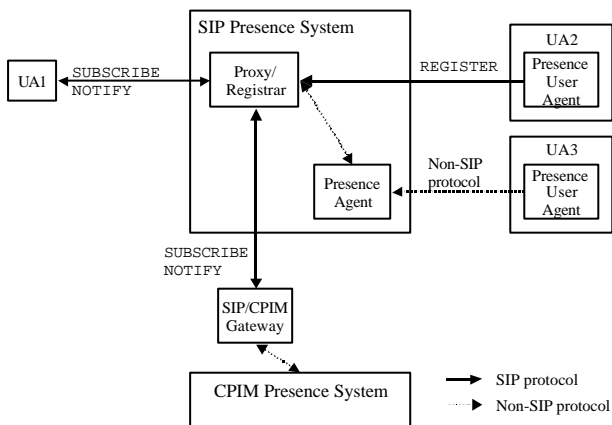 SIP Presence System
UA1
SUBSCRIBE
NOTIFY
Proxy/
Registrar
REGISTER
UA2
Presence
User
Agent
Presence
Agent
Non-SIP
protocol
UA3
Presence
User
Agent
SUBSCRIBE
NOTIFY
SIP/CPIM
Gateway
CPIM Presence System
SIP protocol
Non-SIP protocol